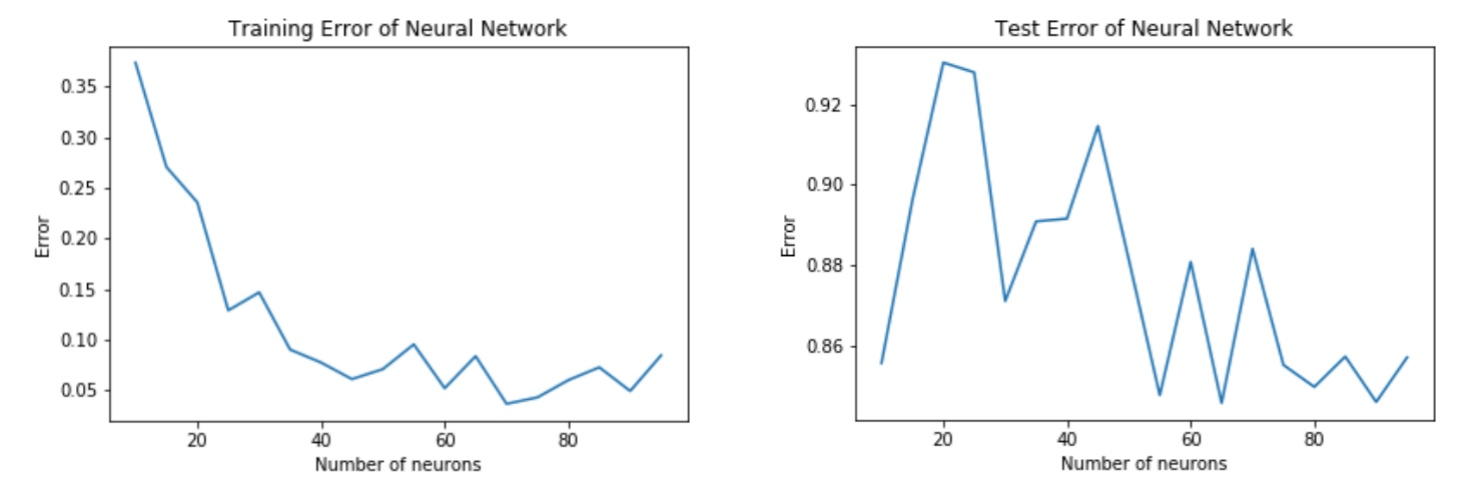 Training Error of Neural Network
0.35
0.30
0.25
0.20
0.15
0.10
0.05
Error
20 40 60 80
Number of neurons
Test Error of Neural Network
0.92
0.90
0.88
0.86
Error
20 40 60 80
Number of neurons